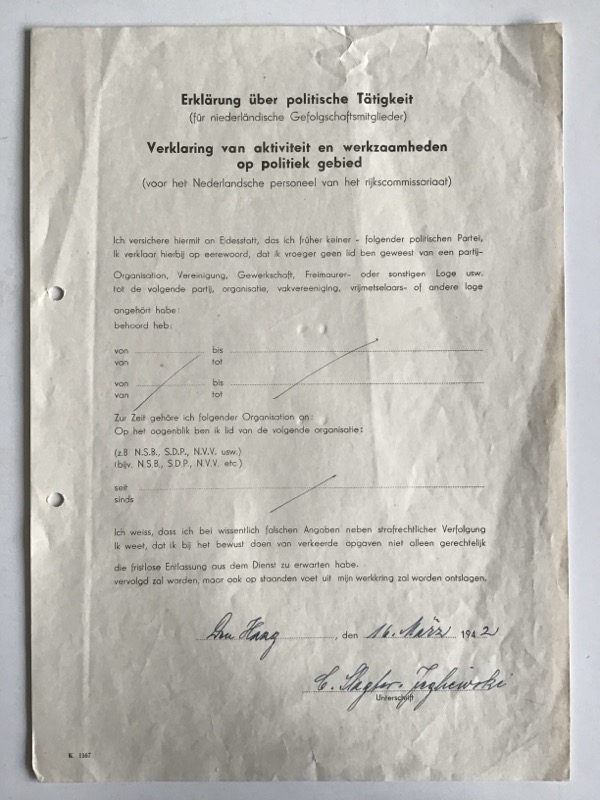 Erklärung über politische Tätigkeit
(für niederländische Gefolgschaftsmitglieder)
Verklaring van aktiviteit en werkzaamheden
op politiek gebied
(voor het Nederlandsche personeel van het rijkscommissariaat)
Ich versichere hiermit an Eidesstatt, das ich früher keiner - folgender politischen Partei,
Ik verklaar hierbij op eerewoord, dat ik vroeger geen lid ben geweest van een partij-
Organisation, Vereinigung, Gewerkschaft, Freimaurer- oder sonstigen Loge usw.
tot de volgende partij, organisatie, vakvereeniging, vrijmetselaars- of andere loge
angehört habe:
behoord heb:
von bis
van tot
von bis
van tot
Zur Zeit gehöre ich folgender Organisation an:
Op het oogenblik ben ik lid van de volgende organisatie:
(z.B N.S.B., S.D.P., N.V.V. usw.)
(bijv. N.S.B., S.D.P., N.V.V. etc.)
seit
sinds
Ich weiss, dass ich bei wissentlich falschen Angaben neben strafrechtlicher Verfolgung
Ik weet, dat ik bij het bewust doen van verkeerde opgaven niet alleen gerechtelijk
die fristlose Entlassung aus dem Dienst zu erwarten habe.
vervolgd zal worden, maar ook op staanden voet uit mijn werkkring zal worden ontslagen.
Den Haag, den 16. März 1942
C.
Unterschrift
K 1567